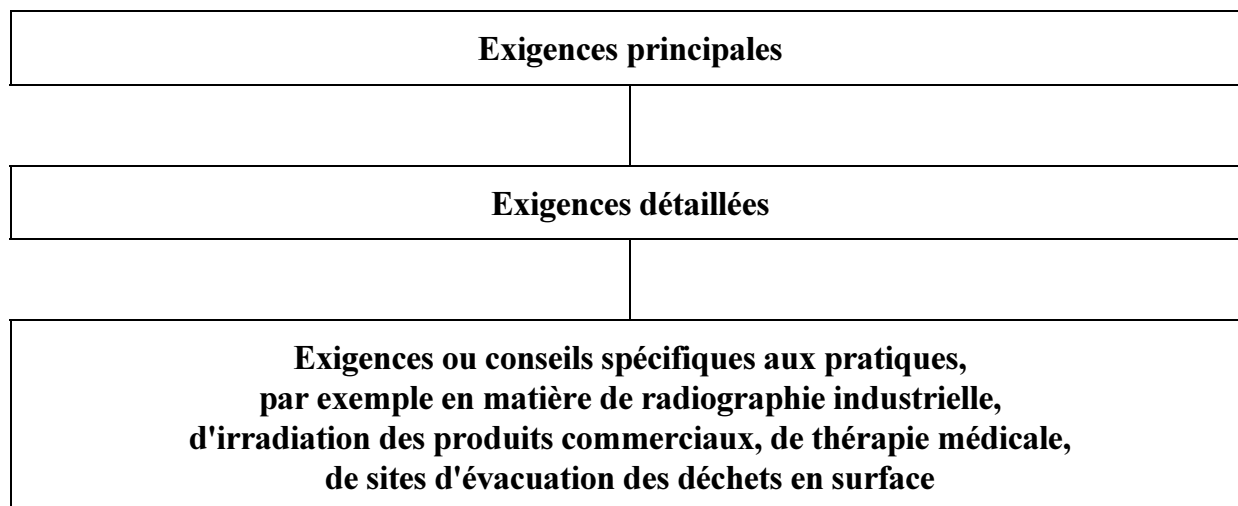 Exigences principales
Exigences détaillées
Exigences ou conseils spécifiques aux pratiques,
par exemple en matière de radiographie industrielle,
d'irradiation des produits commerciaux, de thérapie médicale,
de sites d'évacuation des déchets en surface